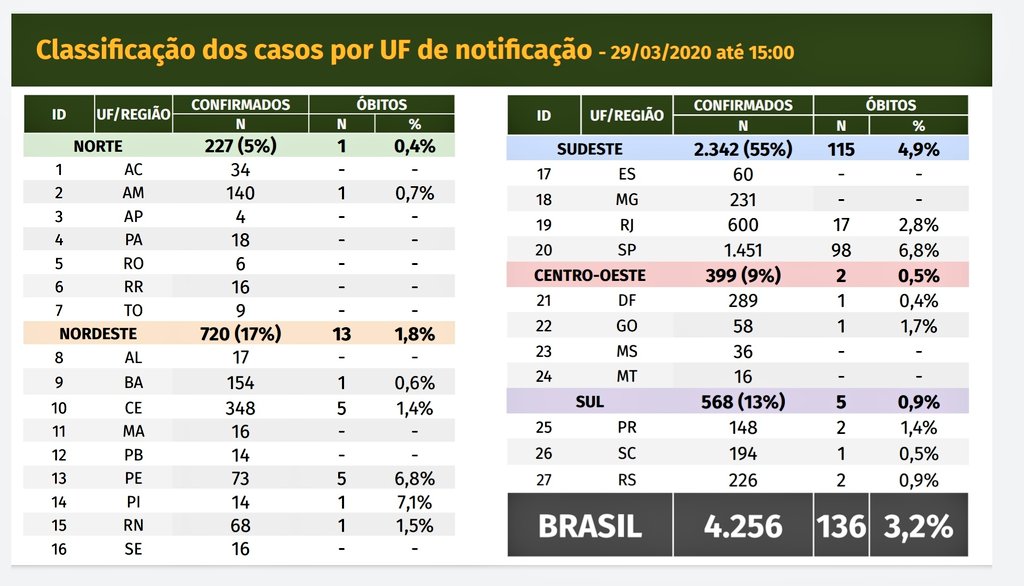 Classificação dos casos por UF de notificação - 29/03/2020 até 15:00
ID UF/REGIÃO CONFIRMADOS ÓBITOS
N N %
NORTE 227 (5%) 1 0,4%
1 AC 34 - -
2 AM 140 1 0,7%
3 AP 4 - -
4 PA 18 - -
5 RO 6 - -
6 RR 16 - -
7 TO 9 - -
NORDESTE 720 (17%) 13 1,8%
8 AL 17 - -
9 BA 154 1 0,6%
10 CE 348 5 1,4%
11 MA 16 - -
12 PB 14 - -
13 PE 73 5 6,8%
14 PI 14 1 7,1%
15 RN 68 1 1,5%
16 SE 16 - -
ID UF/REGIÃO CONFIRMADOS ÓBITOS
N N %
SUDESTE 2.342 (55%) 115 4,9%
17 ES 60 - -
18 MG 231 - -
19 RJ 600 17 2,8%
20 SP 1.451 98 6,8%
CENTRO-OESTE 399 (9%) 2 0,5%
21 DF 289 1 0,4%
22 GO 58 1 1,7%
23 MS 36 - -
24 MT 16 - -
SUL 568 (13%) 5 0,9%
25 PR 148 2 1,4%
26 SC 194 1 0,5%
27 RS 226 2 0,9%
BRASIL 4.256 136 3,2%